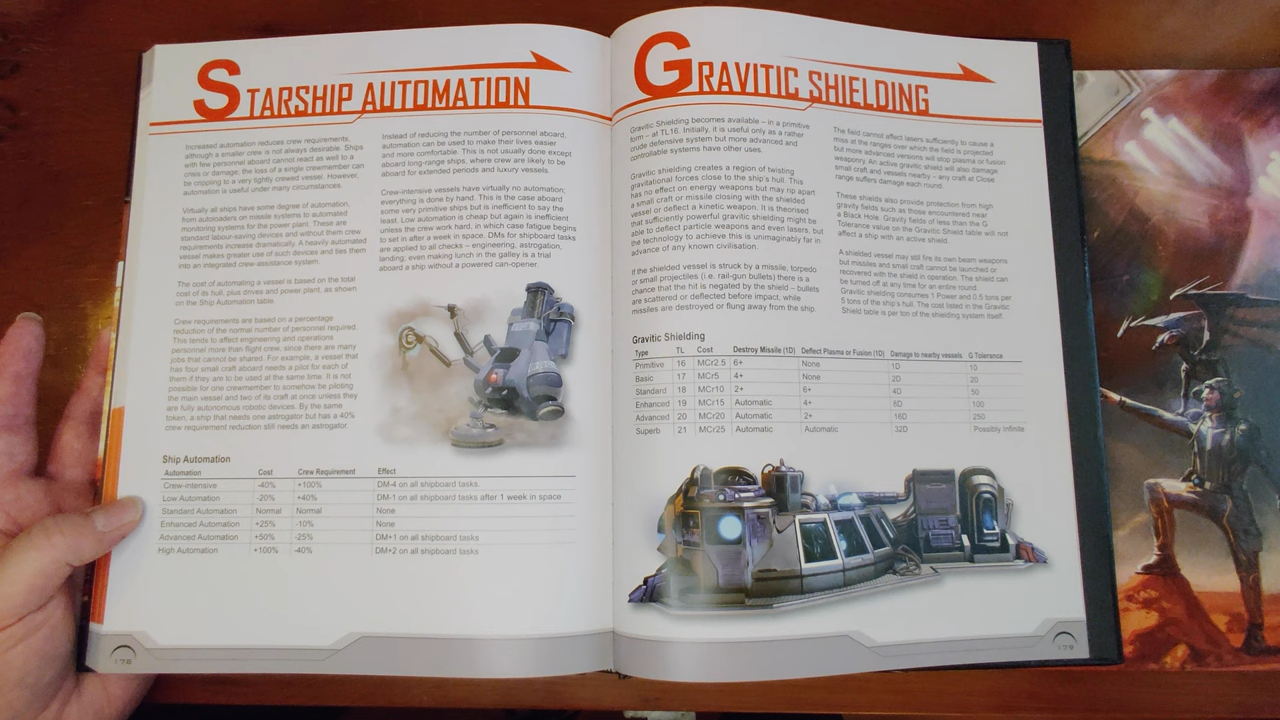 STARSHIP AUTOMATION
Increased automation reduces crew requirements,
although a smaller crew is not always desirable. Ships
with few personnel aboard cannot react as well to a
crisis or damage; the loss of a single crewmember can
be crippling to a very tightly crewed vessel. However,
automation is useful under many circumstances.
Virtually all ships have some degree of automation,
from autoloaders on missile systems to automated
monitoring systems for the power plant. These are
standard labour-saving devices and without them crew
requirements increase dramatically. A heavily automated
vessel makes greater use of such devices and ties them
into an integrated crew-assistance system.
The cost of automating a vessel is based on the total
cost of its hull, plus drives and power plant, as shown
on the Ship Automation table.
Crew requirements are based on a percentage
reduction of the normal number of personnel required.
This tends to effect engineering and operations
personnel more than flight crew, since there are many
jobs that cannot be shared. For example, a vessel that
has four small craft aboard needs a pilot for each of
them if they are to be used at the same time. It is not
possible for one crewmember to somehow be piloting
the main vessel and two of its craft at once unless they
are fully autonomous robotic devices. By the same
token, a ship that needs one astrogator but has a 40%
crew requirement reduction still needs an astrogator.
Instead of reducing the number of personnel aboard,
automation can be used to make their lives easier
and more comfortable. This is not usually done except
aboard long-range ships, where crew are likely to be
aboard for extended periods and luxury vessels.
Crew-intensive vessels have virtually no automation;
everything is done by hand. This is the case aboard
some very primitive ships but is inefficient to say the
least. Low automation is cheap but again is inefficient
unless the crew work hard, in which case fatigue begins
to set in after a week in space. DMs for shipboard tasks
are applied to all checks – engineering, astrogation,
landing; even making lunch in the galley is a trial
aboard a ship without a powered can-opener.
Ship Automation
Automation Cost Crew Requirement Effect
Crew-intensive -40% +100% DM-4 on all shipboard tasks.
Low Automation -20% +40% DM-1 on all shipboard tasks after 1 week in space
Standard Automation Normal Normal None
Enhanced Automation +25% -10% None
Advanced Automation +50% -25% DM+1 on all shipboard tasks
High Automation +100% -40% DM+2 on all shipboard tasks
178
GRAVITIC SHIELDING
Gravitic Shielding becomes available – in a primitive
form – at TL16. Initially, it is useful only as a rather
crude defensive system but more advanced and
controllable systems have other uses.
Gravitic shielding creates a region of twisting
gravitational forces close to the ship's hull. This
has no effect on energy weapons but may rip apart
a small craft or missile closing with the shielded
vessel or deflect a kinetic weapon. It is theorised
that sufficiently powerful gravitic shielding might be
able to deflect particle weapons and even lasers, but
the technology to achieve this is unimaginably far in
advance of any known civilisation.
If the shielded vessel is struck by a missile, torpedo
or small projectiles (i.e. rail-gun bullets) there is a
chance that the hit is negated by the shield – bullets
are scattered or deflected before impact, while
missiles are destroyed or flung away from the ship.
The field cannot affect lasers sufficiently to cause a
miss at the ranges over which the field is projected
but more advanced versions will stop plasma or fusion
weaponry. An active gravitic shield will also damage
small craft and vessels nearby – any craft at Close
range suffers damage each round.
These shields also provide protection from high
gravity fields such as those encountered near
a Black Hole. Gravity fields of less than the G
Tolerance value on the Gravitic Shield table will not
affect a ship with an active shield.
A shielded vessel may still fire its own beam weapons
but missiles and small craft cannot be launched or
recovered with the shield in operation. The shield can
be turned off at any time for an entire round.
Gravitic shielding consumes 1 Power and 0.5 tons per
5 tons of the ship's hull. The cost listed in the Gravitic
Shield table is per ton of the shielding system itself.
Gravitic Shielding
Type TL Cost Destroy Missile (1D) Deflect Plasma or Fusion (1D) Damage to nearby vessels G Tolerance
Primitive 16 MCr2.5 6+ None 1D 10
Basic 17 MCr5 4+ None 2D 20
Standard 18 MCr10 2+ 6+ 4D 50
Enhanced 19 MCr15 Automatic 4+ 6D 100
Advanced 20 MCr20 Automatic 2+ 16D 250
Superb 21 MCr25 Automatic Automatic 32D Possibly Infinite
179